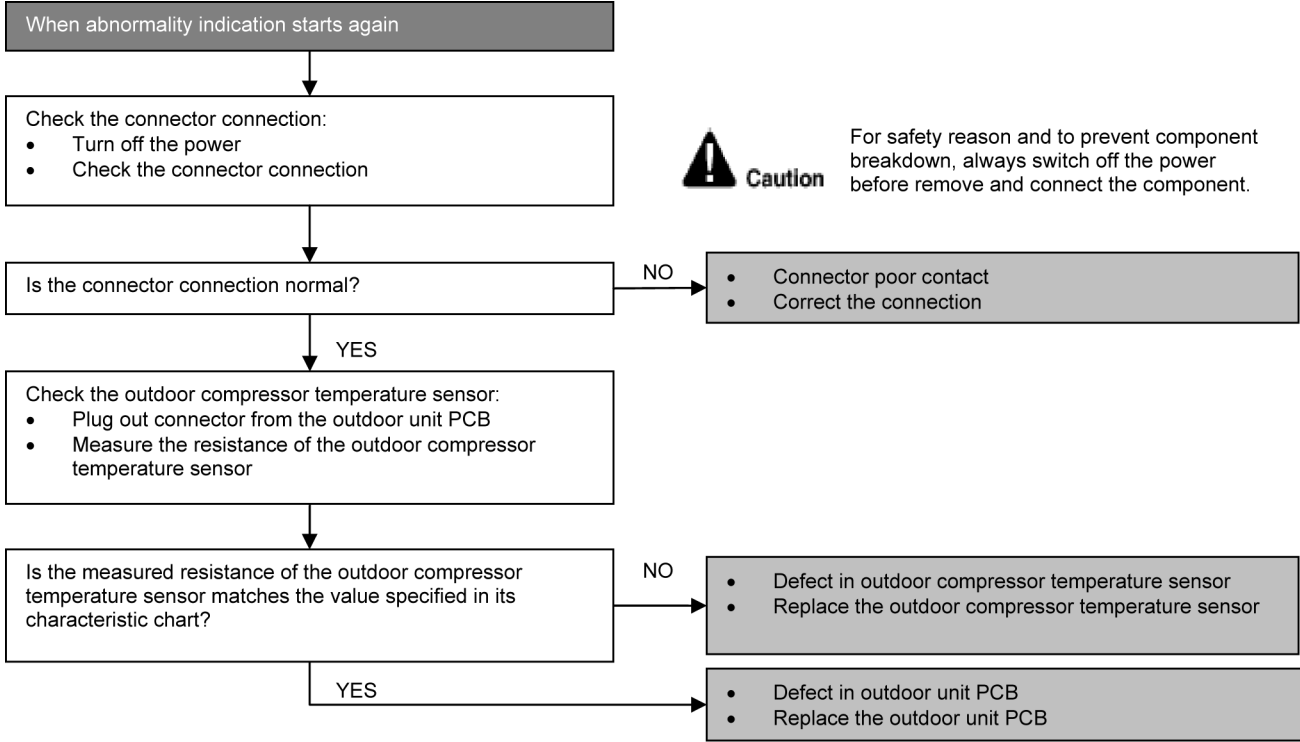 When abnormality indication starts again
Check the connector connection:
• Turn off the power
• Check the connector connection
Caution
For safety reason and to prevent component
breakdown, always switch off the power
before remove and connect the component.
Is the connector connection normal?
NO
• Connector poor contact
• Correct the connection
YES
Check the outdoor compressor temperature sensor:
• Plug out connector from the outdoor unit PCB
• Measure the resistance of the outdoor compressor
temperature sensor
Is the measured resistance of the outdoor compressor
temperature sensor matches the value specified in its
characteristic chart?
NO
• Defect in outdoor compressor temperature sensor
• Replace the outdoor compressor temperature sensor
YES
• Defect in outdoor unit PCB
• Replace the outdoor unit PCB